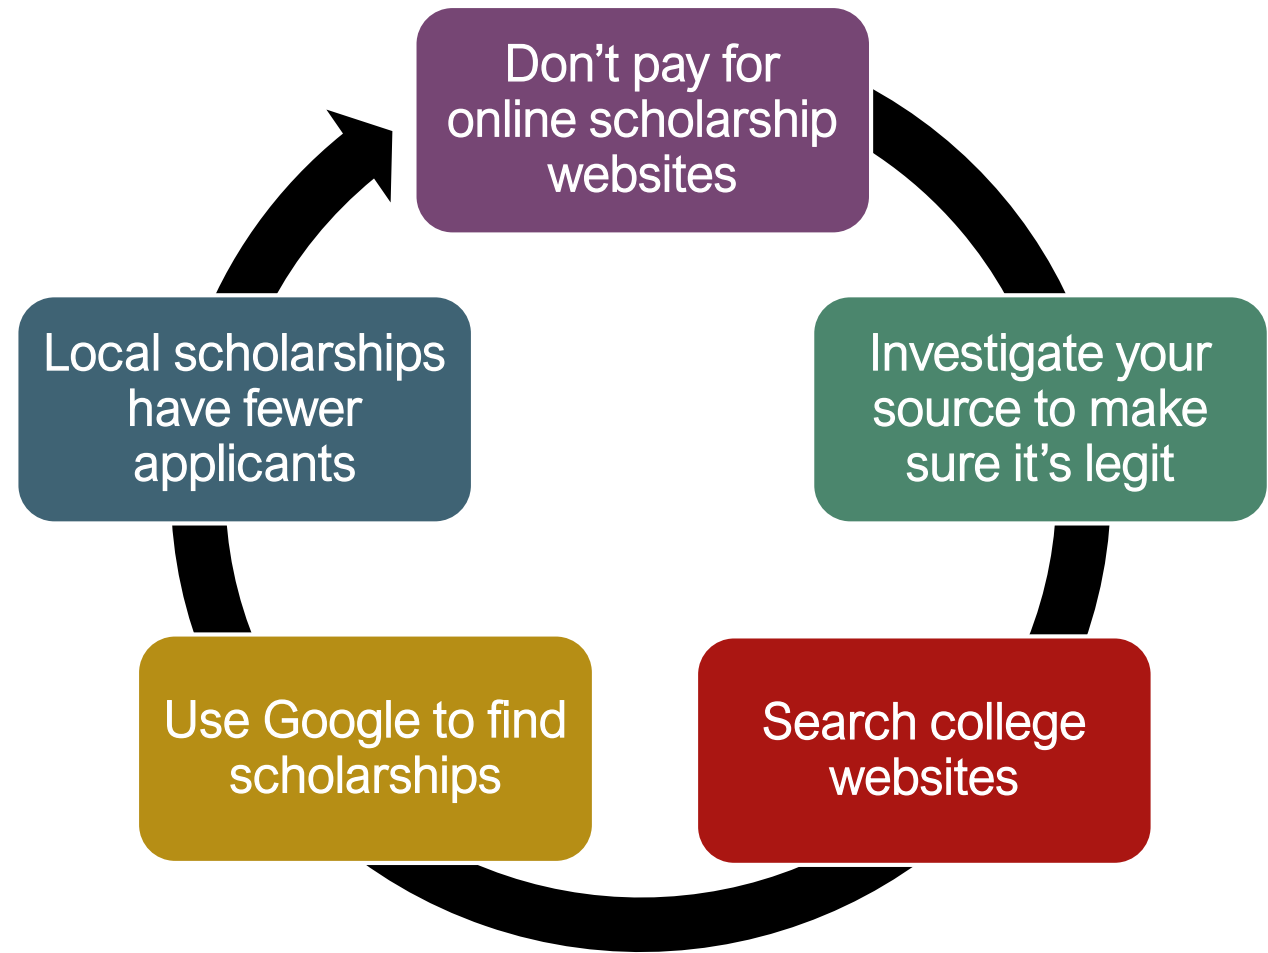 Don’t pay for
online scholarship
websites
Investigate your
source to make
sure it’s legit
Search college
websites
Use Google to find
scholarships
Local scholarships
have fewer
applicants